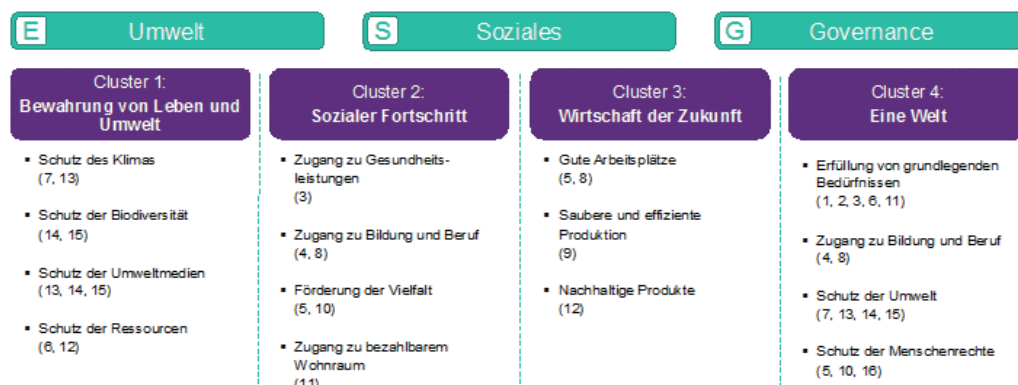 E Umwelt
S Soziales
G Governance
Cluster 1:
Bewahrung von Leben und
Umwelt
▪ Schutz des Klimas
(7, 13)
▪ Schutz der Biodiversität
(14, 15)
▪ Schutz der Umweltmedien
(13, 14, 15)
▪ Schutz der Ressourcen
(6, 12)
Cluster 2:
Sozialer Fortschritt
▪ Zugang zu Gesundheits-
leistungen
(3)
▪ Zugang zu Bildung und Beruf
(4, 8)
▪ Förderung der Vielfalt
(5, 10)
▪ Zugang zu bezahlbarem
Wohnraum
(11)
Cluster 3:
Wirtschaft der Zukunft
▪ Gute Arbeitsplätze
(5, 8)
▪ Saubere und effiziente
Produktion
(9)
▪ Nachhaltige Produkte
(12)
Cluster 4:
Eine Welt
▪ Erfüllung von grundlegenden
Bedürfnissen
(1, 2, 3, 6, 11)
▪ Zugang zu Bildung und Beruf
(4, 8)
▪ Schutz der Umwelt
(7, 13, 14, 15)
▪ Schutz der Menschenrechte
(5, 10, 16)